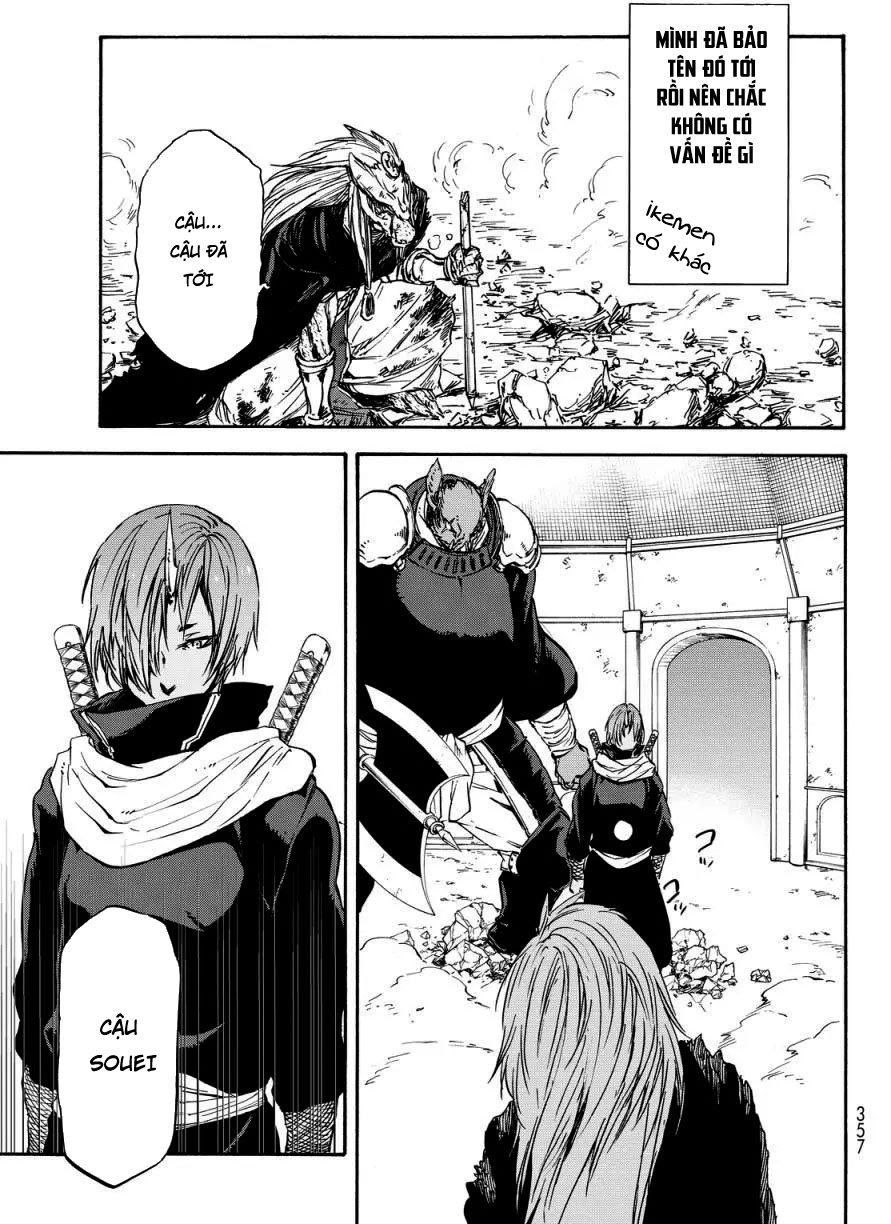 MÌNH ĐÃ BẢO
TÊN ĐÓ TỚI
RỒI NÊN CHẮC
KHÔNG CÓ
VẤN ĐỀ GÌ
ikemen
có khác
CẬU...
CẬU ĐÃ
TỚI
CẬU
SOUEI
357